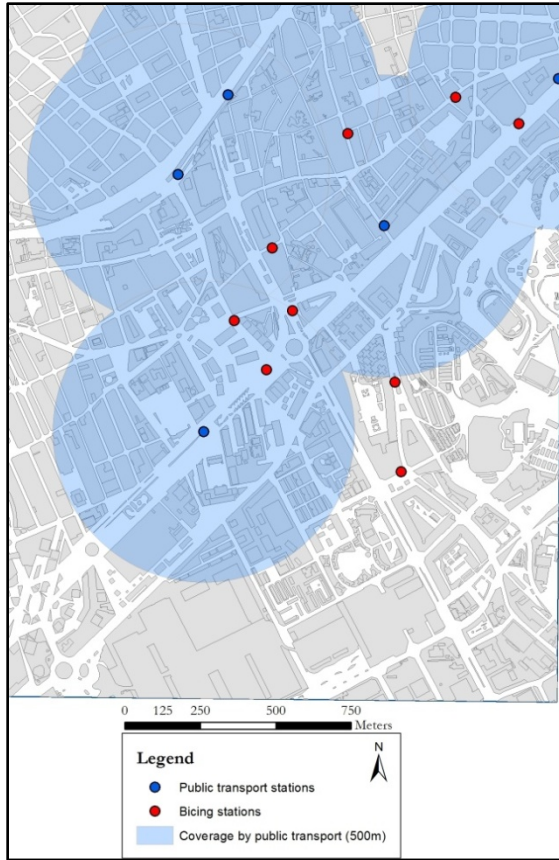 0 125 250 500 750
Meters
Legend
N
Public transport stations
Bicing stations
Coverage by public transport (500m)